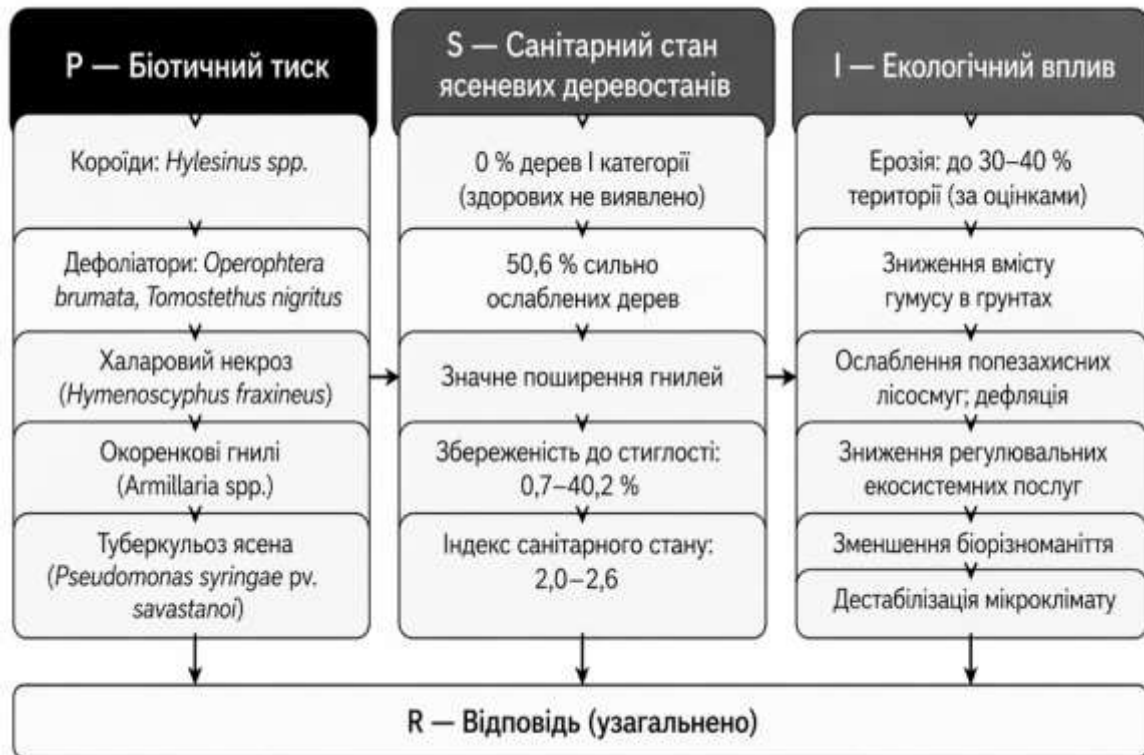 P — Біотичний тиск
Короїди: Hylesinus spp.
Дефоліатори: Operophtera
brumata, Tomostethus nigritus
Халаровий некроз
(Hymenoscyphus fraxineus)
Окоренкові гнилі
(Armillaria spp.)
Туберкульоз ясена
(Pseudomonas syringae pv.
savastanoi)
S — Санітарний стан
ясеневих деревостанів
0 % дерев I категорії
(здорових не виявлено)
50,6 % сильно
ослаблених дерев
Значне поширення гнилей
Збереженість до стиглості:
0,7–40,2 %
Індекс санітарного стану:
2,0–2,6
I — Екологічний вплив
Ерозія: до 30–40 %
території (за оцінками)
Зниження вмісту
гумусу в ґрунтах
Ослаблення попезахисних
лісосмуг; дефляція
Зниження регулювальних
екосистемних послуг
Зменшення біорізноманіття
Дестабілізація мікроклімату
R — Відповідь (узагальнено)